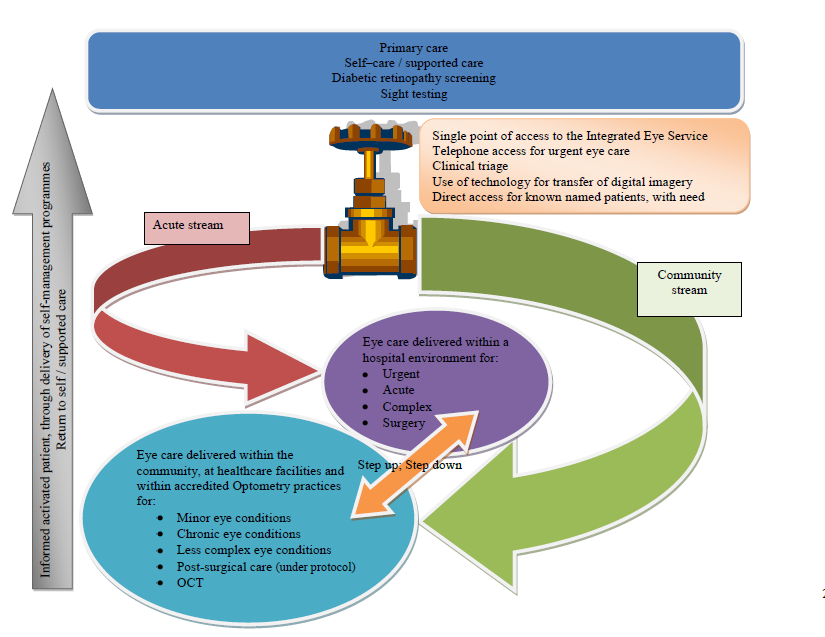 Primary care
Self–care / supported care
Diabetic retinopathy screening
Sight testing
Single point of access to the Integrated Eye Service
Telephone access for urgent eye care
Clinical triage
Use of technology for transfer of digital imagery
Direct access for known named patients, with need
Acute stream
Community
stream
Informed activated patient, through delivery of self-management programmes
Return to self / supported care
Eye care delivered within a
hospital environment for:
• Urgent
• Acute
• Complex
• Surgery
Step up; Step down
Eye care delivered within the
community, at healthcare facilities and
within accredited Optometry practices
for:
• Minor eye conditions
• Chronic eye conditions
• Less complex eye conditions
• Post-surgical care (under protocol)
• OCT